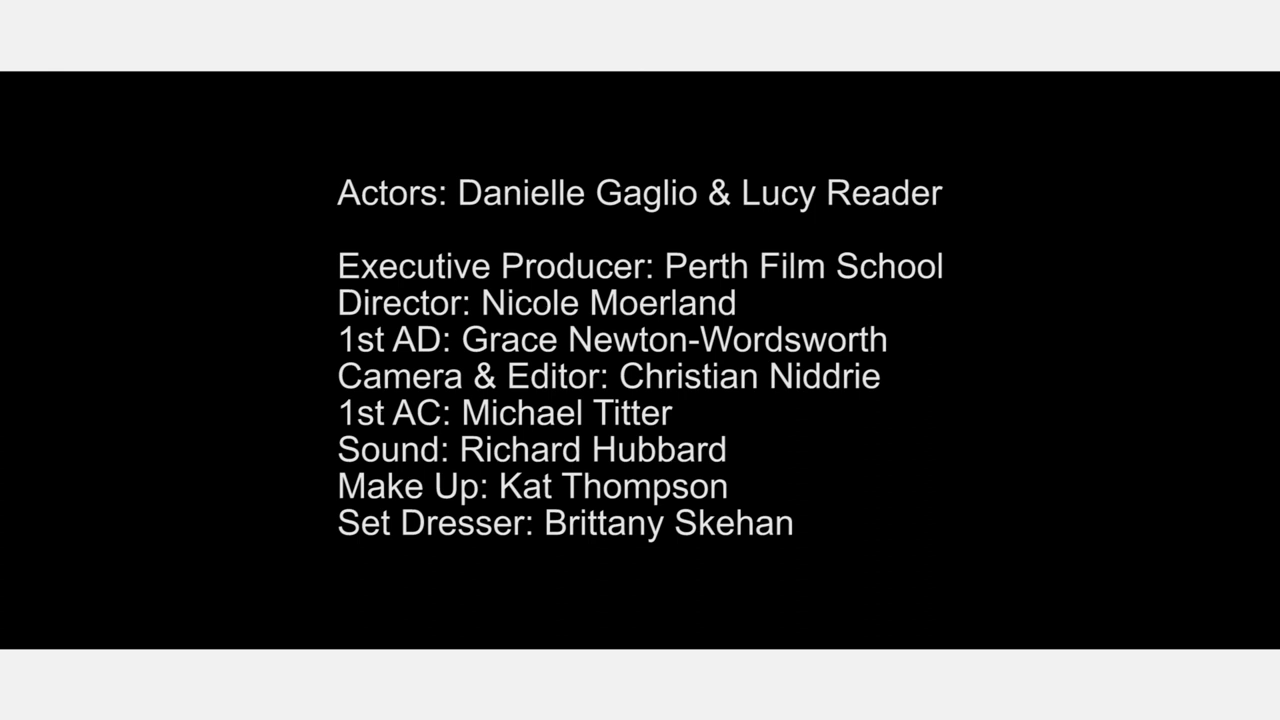 Actors: Danielle Gaglio & Lucy Reader
Executive Producer: Perth Film School
Director: Nicole Moerland
1st AD: Grace Newton-Wordsworth
Camera & Editor: Christian Niddrie
1st AC: Michael Titter
Sound: Richard Hubbard
Make Up: Kat Thompson
Set Dresser: Brittany Skehan